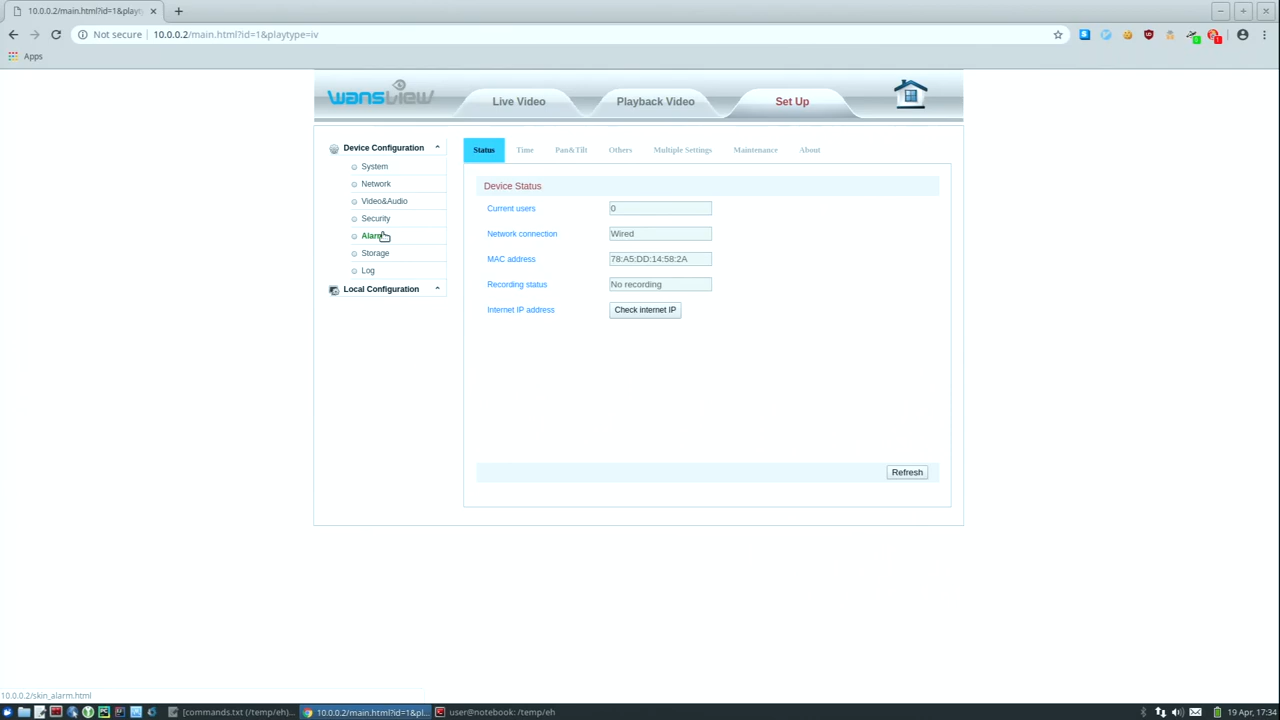 10.0.0.2/main.html?id=1&playt
Not secure
10.0.0.2/main.html?id=1&playtype=iv
Apps
wansview
Live Video
Playback Video
Set Up
Device Configuration
System
Network
Video&Audio
Security
Alarm
Storage
Log
Local Configuration
Status
Time
Pan&Tilt
Others
Multiple Settings
Maintenance
About
Device Status
Current users
0
Network connection
Wired
MAC address
78:A5:DD:14:58:2A
Recording status
No recording
Internet IP address
Check internet IP
Refresh
10.0.0.2/skin_alarm.html
[commands.txt (/temp/eh)...
10.0.0.2/main.html?id=1&pl...
user@notebook: /temp/eh
19 Apr, 17:34